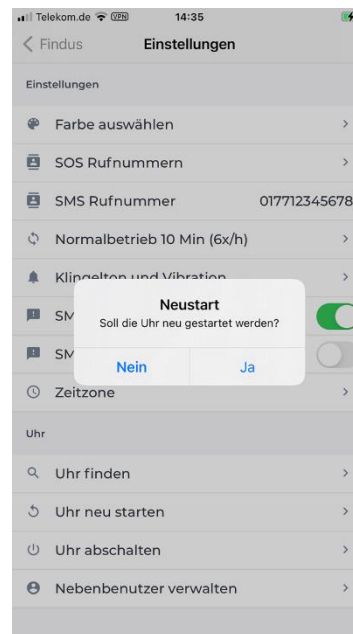 Telekom.de VPN 14:35
Findus Einstellungen
Einstellungen
Farbe auswählen
SOS Rufnummern
SMS Rufnummer 017712345678
Normalbetrieb 10 Min (6x/h)
Klingelton und Vibration
Neustart
SM
Soll die Uhr neu gestartet werden?
SM
Nein Ja
Zeitzone
Uhr
Uhr finden
Uhr neu starten
Uhr abschalten
Nebenbenutzer verwalten